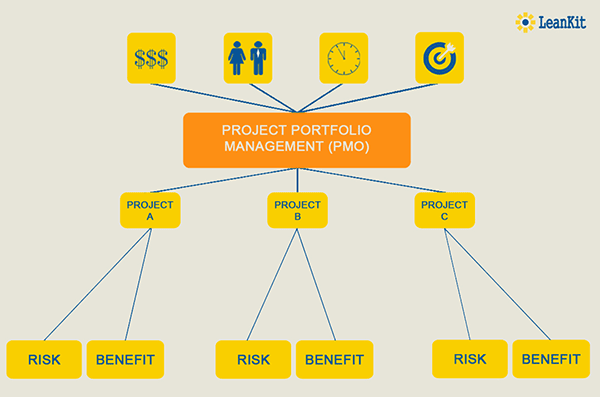 LeanKit
$$$
PROJECT PORTFOLIO
MANAGEMENT (PMO)
PROJECT
A
PROJECT
B
PROJECT
C
RISK
BENEFIT
RISK
BENEFIT
RISK
BENEFIT